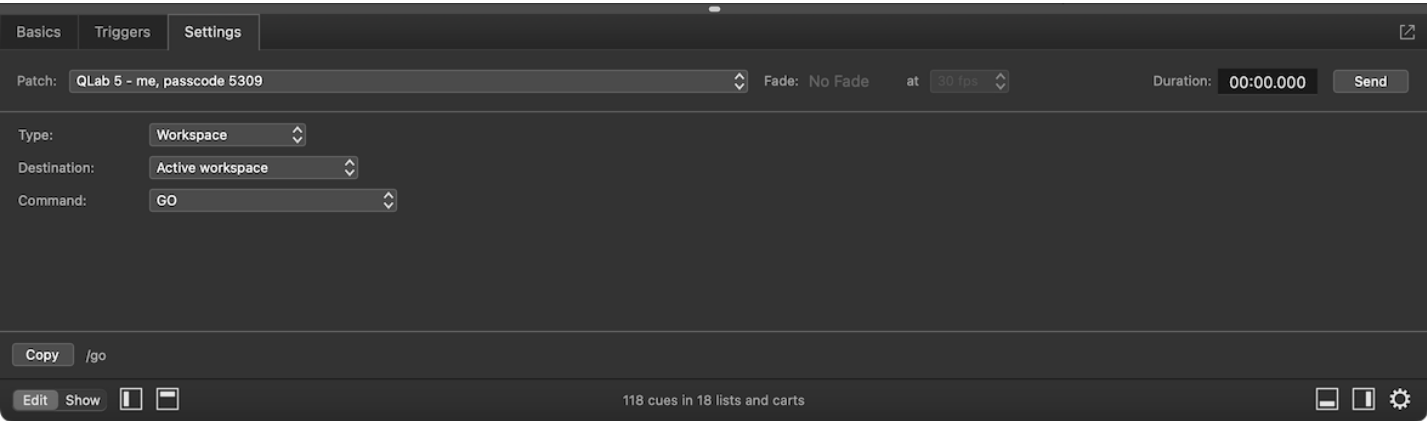 Basics Triggers Settings
Patch: QLab 5 - me, passcode 5309 Fade: No Fade at 30 fps Duration: 00:00.000 Send
Type: Workspace
Destination: Active workspace
Command: GO
Copy /go
Edit Show 118 cues in 18 lists and carts